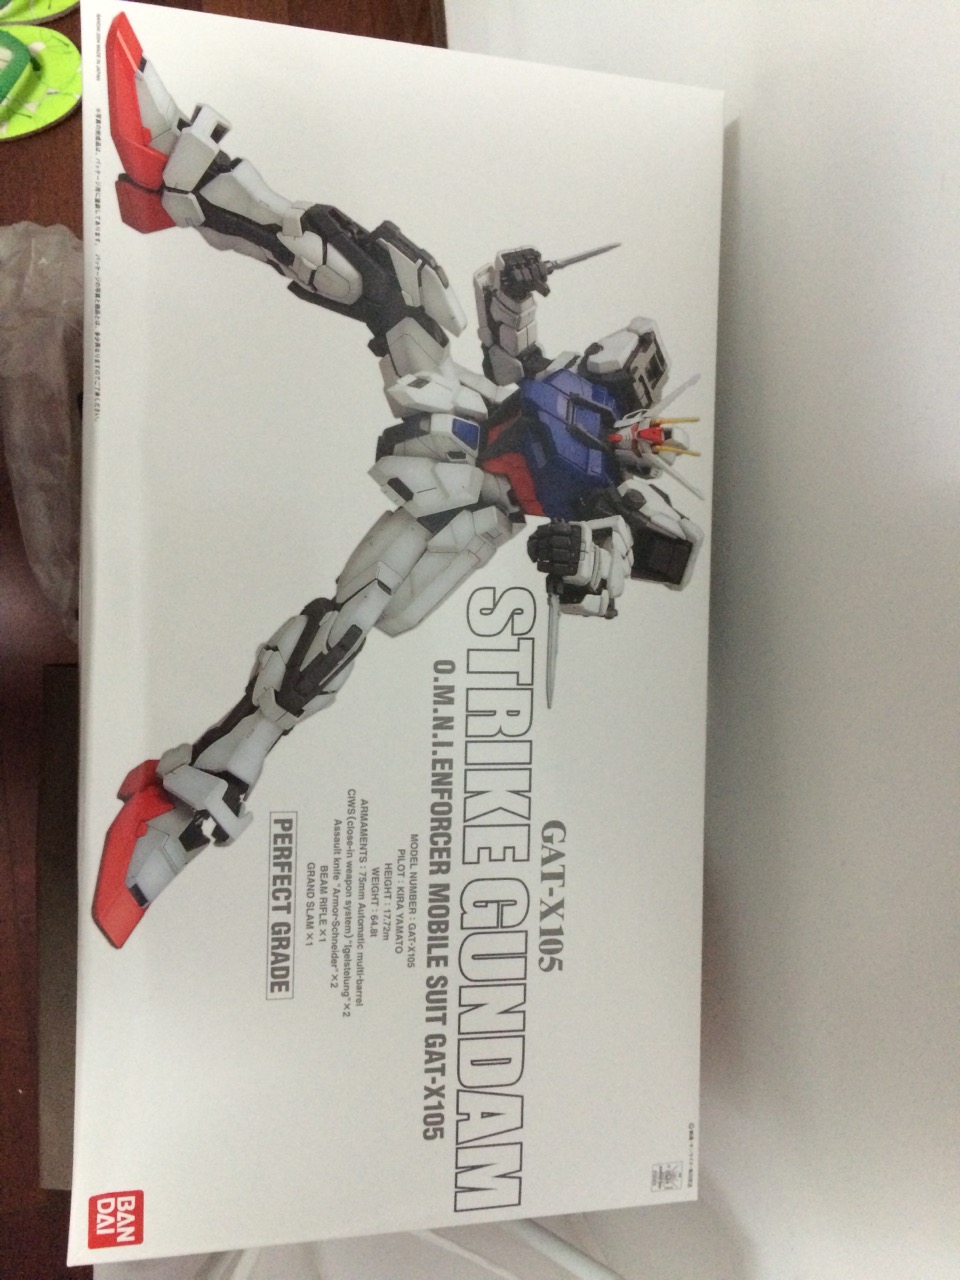 GAT-X105
STRIKE GUNDAM
O.M.N.I.ENFORCER MOBILE SUIT GAT-X105
MODEL NUMBER : GAT-X105
PILOT : KIRA YAMATO
HEIGHT : 17.72m
WEIGHT : 64.8t
ARMAMENTS : 75mm Automatic multi-barrel
CIWS(close-in weapon system)"Igelstellung"×2
Assault knife "Armor-Schneider"×2
BEAM RIFLE×1
GRAND SLAM×1
PERFECT GRADE
BAN
DAI